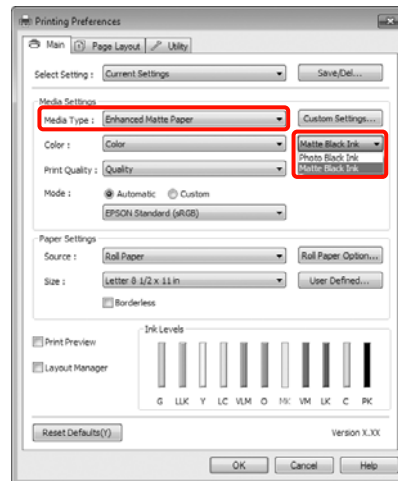 Printing Preferences
Main Page Layout Utility
Select Setting : Current Settings Save/Del...
Media Settings
Media Type : Enhanced Matte Paper Custom Settings...
Color : Color Matte Black Ink
Photo Black Ink
Matte Black Ink
Print Quality : Quality
Mode : Automatic Custom
EPSON Standard (sRGB)
Paper Settings
Source : Roll Paper Roll Paper Option...
Size : Letter 8 1/2 x 11 in User Defined...
Borderless
Ink Levels
Print Preview
Layout Manager
G LLK Y LC VLM O MK VM LK C PK
Reset Defaults(Y) Version X.XX
OK Cancel Help